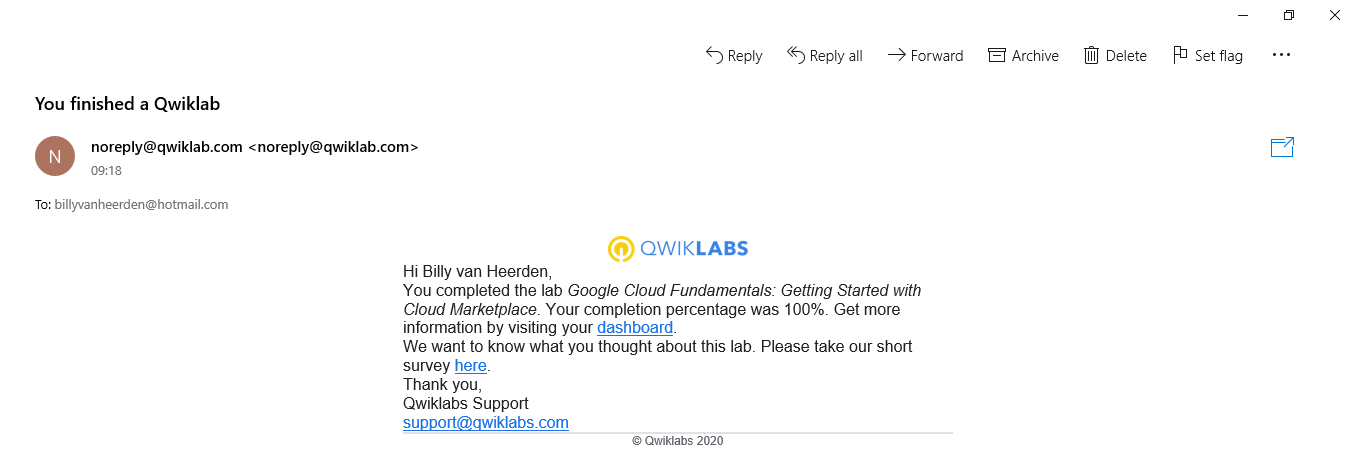 Reply Reply all Forward Archive Delete Set flag
You finished a Qwiklab
N
noreply@qwiklab.com <noreply@qwiklab.com>
09:18
To: billyvanheerden@hotmail.com
QWIKLABS
Hi Billy van Heerden,
You completed the lab Google Cloud Fundamentals: Getting Started with
Cloud Marketplace. Your completion percentage was 100%. Get more
information by visiting your dashboard.
We want to know what you thought about this lab. Please take our short
survey here.
Thank you,
Qwiklabs Support
support@qwiklabs.com
© Qwiklabs 2020